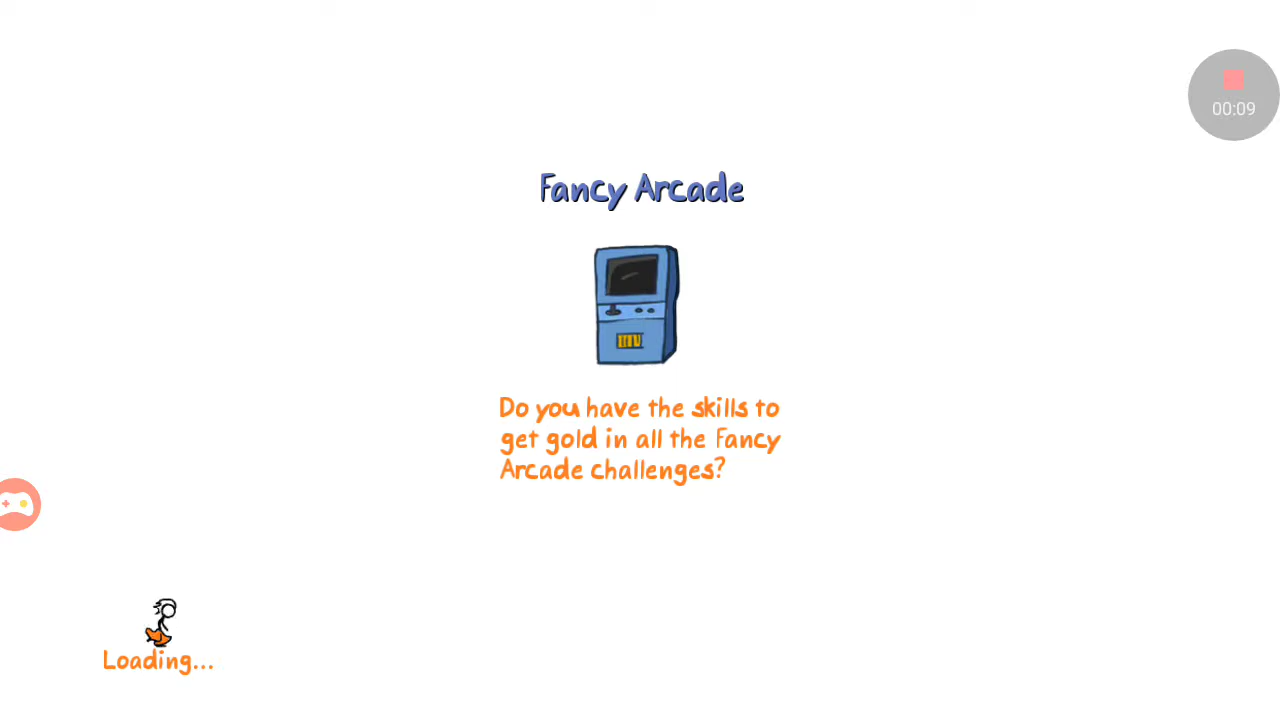 00:09
Fancy Arcade
Do you have the skills to
get gold in all the Fancy
Arcade challenges?
Loading...